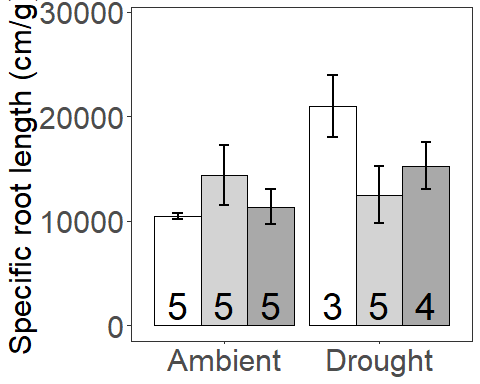 Specific root length (cm/g)
30000
20000
10000
0
5 5 5 3 5 4
Ambient Drought